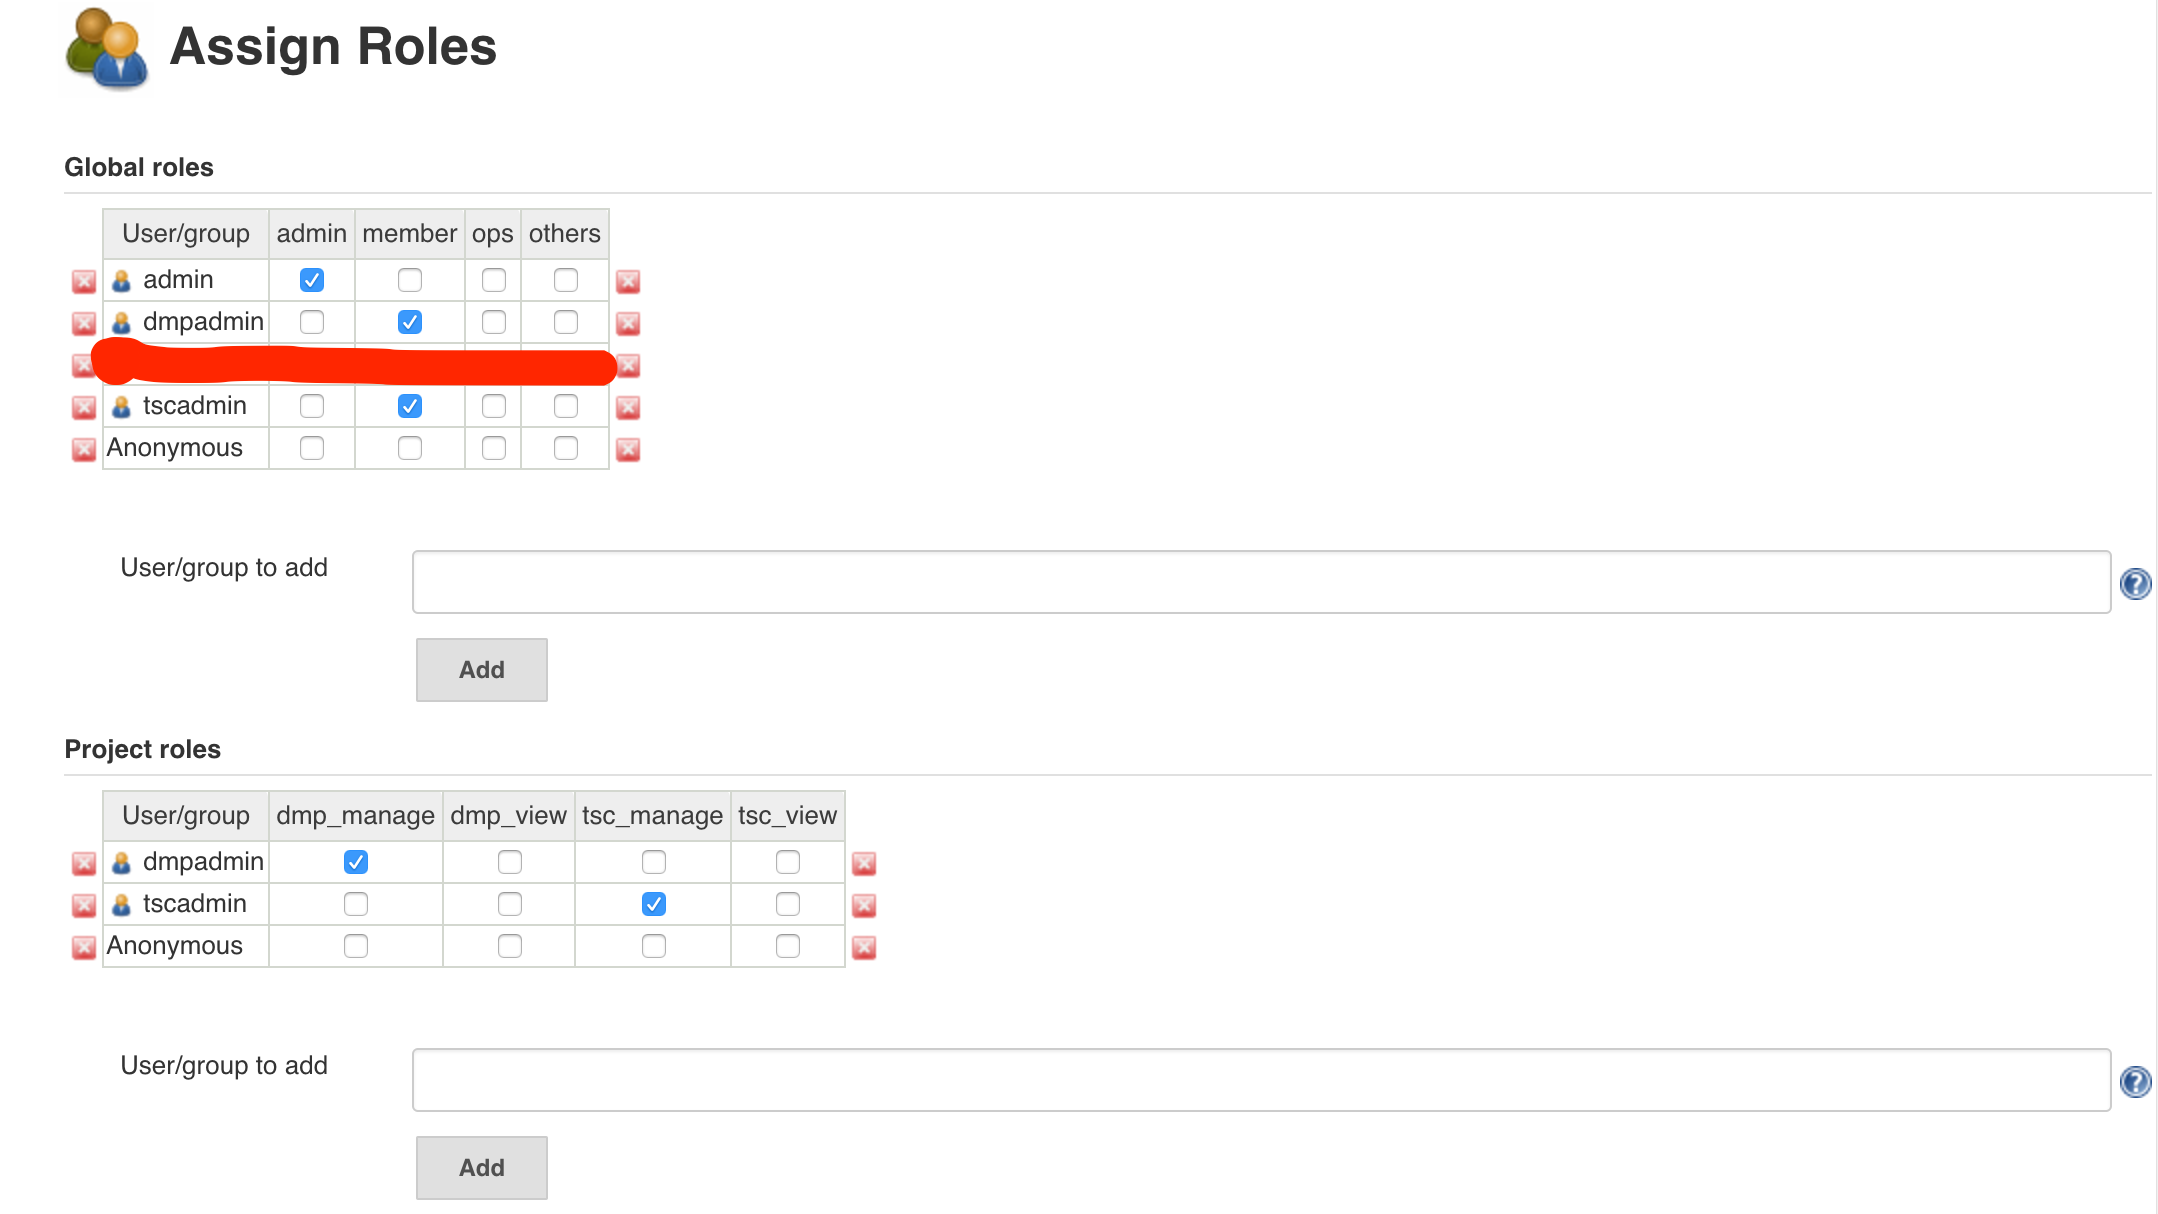 Assign Roles
Global roles
User/group admin member ops others
admin
dmpadmin
tscadmin
Anonymous
User/group to add
Add
Project roles
User/group dmp_manage dmp_view tsc_manage tsc_view
dmpadmin
tscadmin
Anonymous
User/group to add
Add